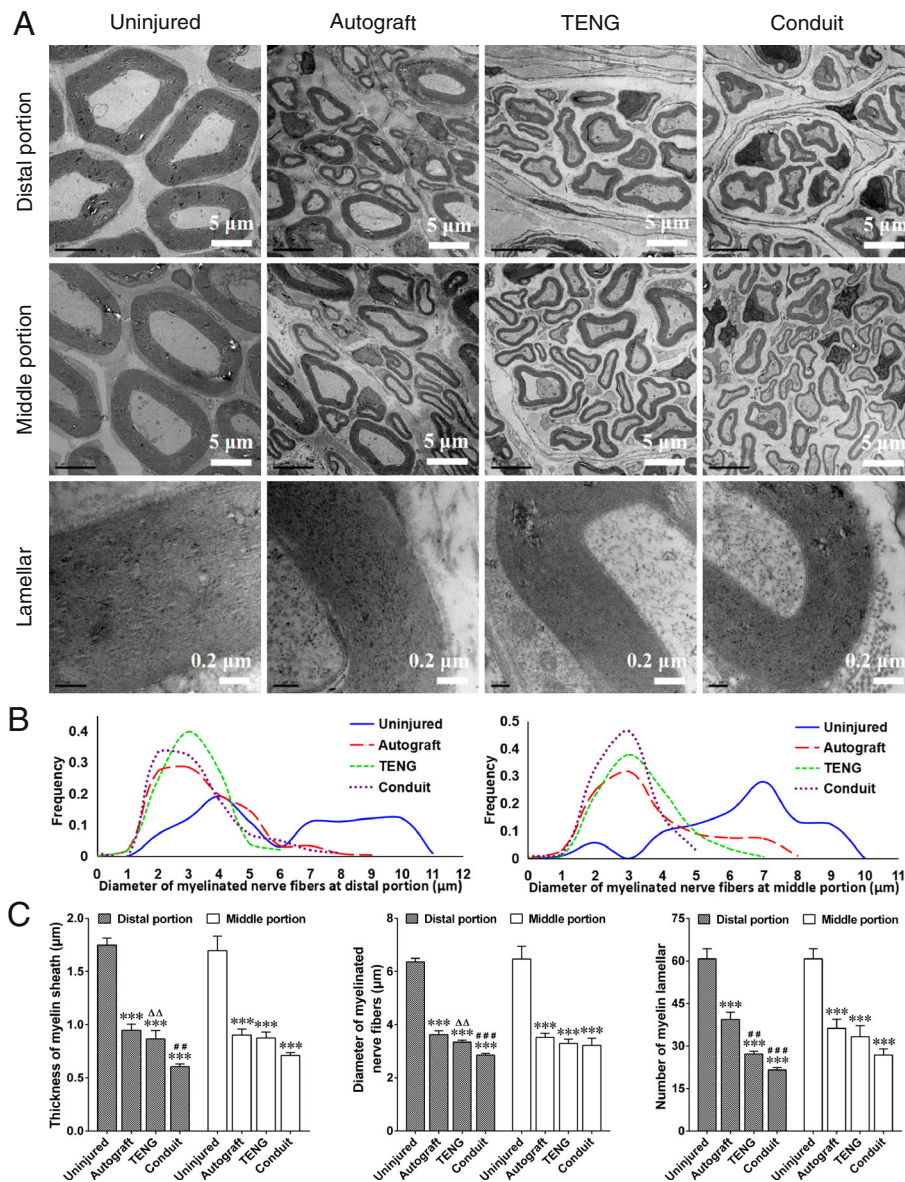 A
Uninjured Autograft TENG Conduit
Distal portion
5 μm 5 μm 5 μm 5 μm
Middle portion
5 μm 5 μm 5 μm 5 μm
Lamellar
0.2 μm 0.2 μm 0.2 μm 0.2 μm
B
Frequency
0.4
0.3
0.2
0.1
0
0 1 2 3 4 5 6 7 8 9 10 11 12
Diameter of myelinated nerve fibers at distal portion (μm)
Uninjured
Autograft
TENG
Conduit
Frequency
0.5
0.4
0.3
0.2
0.1
0
0 1 2 3 4 5 6 7 8 9 10 11
Diameter of myelinated nerve fibers at middle portion (μm)
Uninjured
Autograft
TENG
Conduit
C
Distal portion Middle portion
Thickness of myelin sheath (μm)
2.0
1.5
1.0
0.5
0.0
***
ΔΔ
***
##
***
***
***
***
Uninjured Autograft TENG Conduit Uninjured Autograft TENG Conduit
Distal portion Middle portion
Diameter of myelinated
nerve fibers (μm)
8
6
4
2
0
***
ΔΔ
***
###
***
***
***
***
Uninjured Autograft TENG Conduit Uninjured Autograft TENG Conduit
Distal portion Middle portion
Number of myelin lamellar
75
60
45
30
15
0
***
##
***
###
***
***
***
***
Uninjured Autograft TENG Conduit Uninjured Autograft TENG Conduit